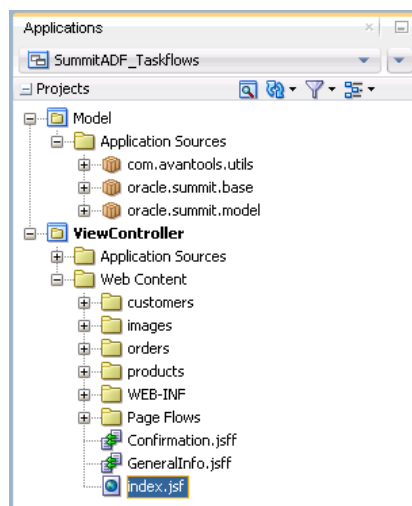 Applications
SummitADF_Taskflows
Projects
Model
Application Sources
com.avantools.utils
oracle.summit.base
oracle.summit.model
ViewController
Application Sources
Web Content
customers
images
orders
products
WEB-INF
Page Flows
Confirmation.jsff
GeneralInfo.jsff
index.jsf